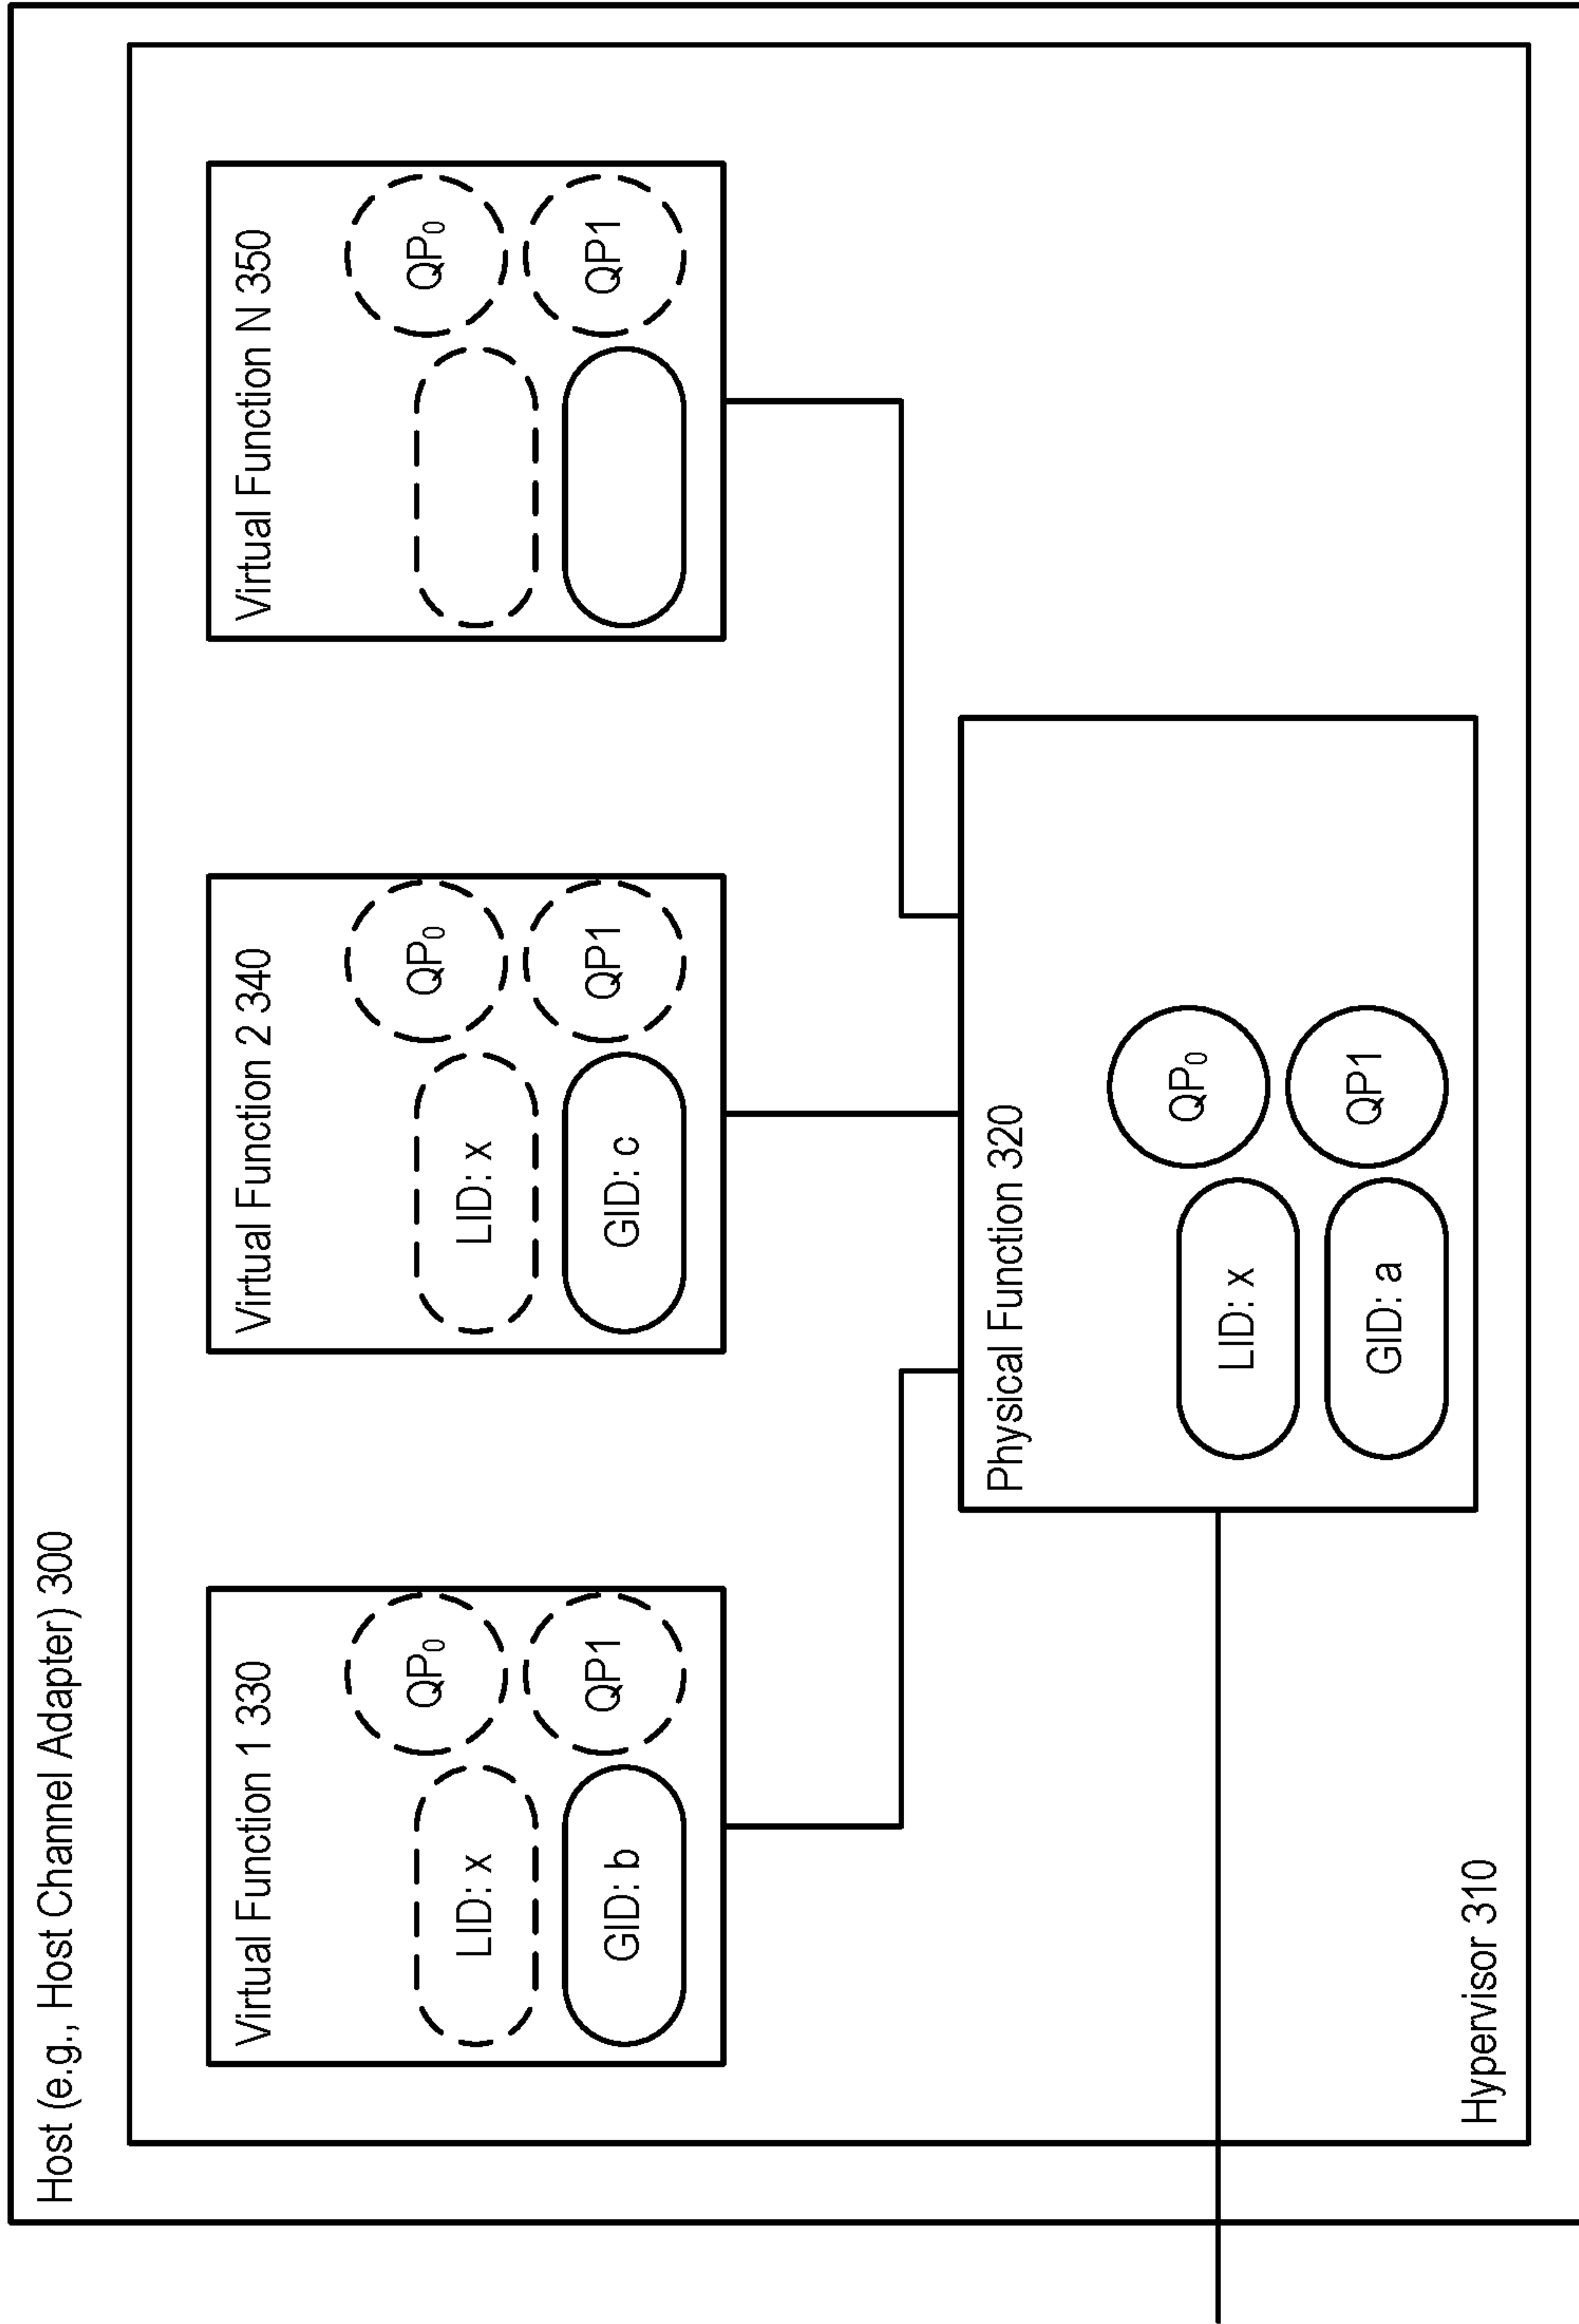 Host (e.g., Host Channel Adapter) 300
Virtual Function 1 330
LID: x
QP0
GID: b
QP1
Virtual Function 2 340
LID: x
QP0
GID: c
QP1
Virtual Function N 350
QP0
QP1
Physical Function 320
LID: x
QP0
GID: a
QP1
Hypervisor 310